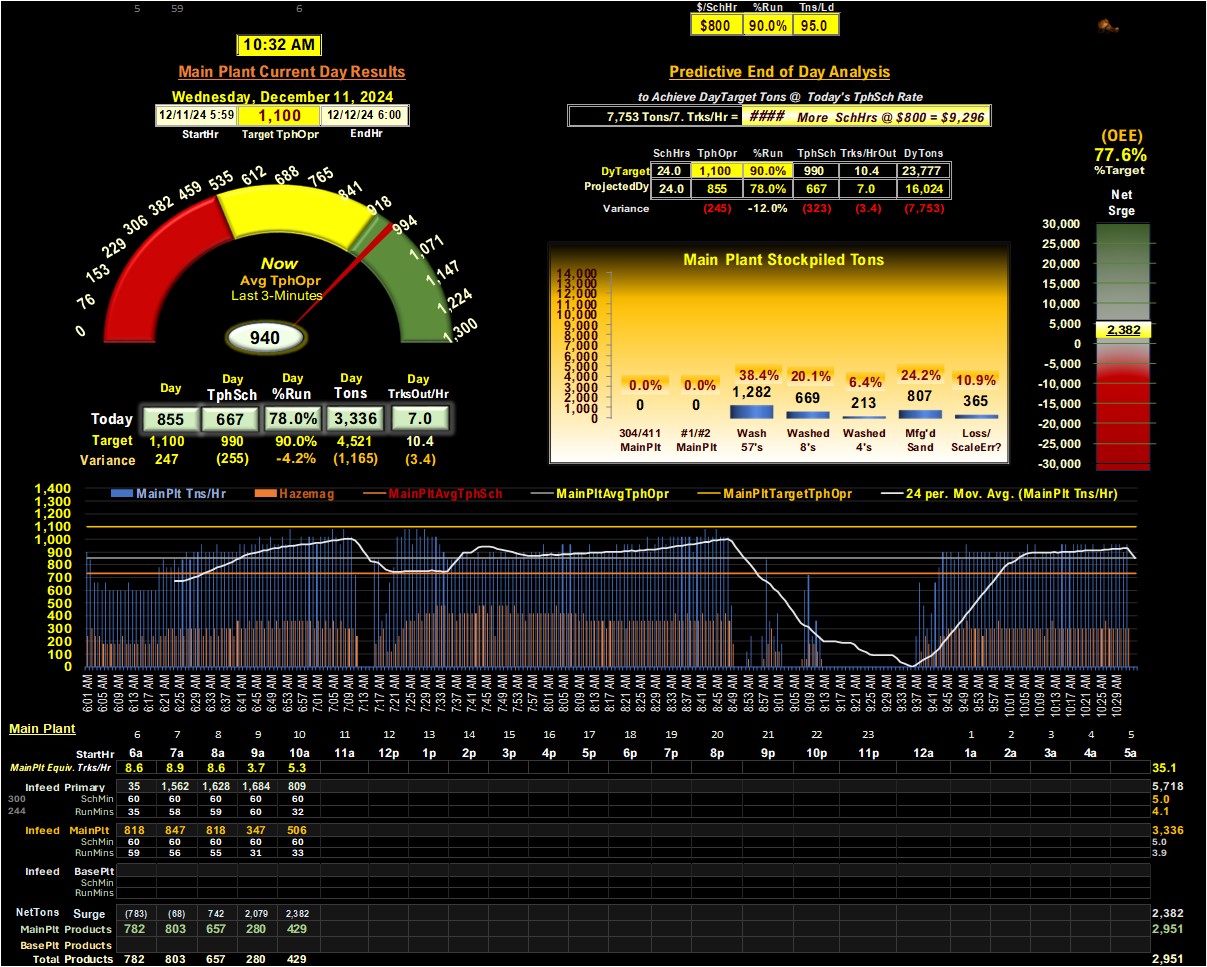 5 59 6
$/SchHr %Run Tns/Ld
$800 90.0% 95.0
10:32 AM
Main Plant Current Day Results
Predictive End of Day Analysis
Wednesday, December 11, 2024
to Achieve DayTarget Tons @ Today's TphSch Rate
12/11/24 5:59 1,100 12/12/24 6:00
7,753 Tons/7. Trks/Hr = #### More SchHrs @ $800 = $9,296
StartHr Target TphOpr EndHr
(OEE)
77.6%
%Target
SchHrs TphOpr %Run TphSch Trks/HrOut DyTons
DyTarget 24.0 1,100 90.0% 990 10.4 23,777
ProjectedDy 24.0 855 78.0% 667 7.0 16,024
Variance (245) -12.0% (323) (3.4) (7,753)
Net
Srge
30,000
25,000
20,000
15,000
10,000
5,000
2,382
0
-5,000
-10,000
-15,000
-20,000
-25,000
-30,000
0 76 153 229 306 382 459 535 612 688 765 841 918 994 1,071 1,147 1,224 1,300
Now
Avg TphOpr
Last 3-Minutes
940
Main Plant Stockpiled Tons
14,000
13,000
12,000
11,000
10,000
9,000
8,000
7,000
6,000
5,000
4,000
3,000
2,000
1,000
0
0.0% 0.0% 38.4% 20.1% 6.4% 24.2% 10.9%
0 0 1,282 669 213 807 365
304/411 #1/#2 Wash Washed Washed Mfg'd Loss/
MainPlt MainPlt 57's 8's 4's Sand ScaleErr?
Day Day Day Day Day
TphSch %Run Tons TrksOut/Hr
Today 855 667 78.0% 3,336 7.0
Target 1,100 990 90.0% 4,521 10.4
Variance 247 (255) -4.2% (1,165) (3.4)
MainPlt Tns/Hr Hazemag MainPltAvgTphSch MainPltAvgTphOpr MainPltTargetTphOpr 24 per. Mov. Avg. (MainPlt Tns/Hr)
1,400
1,300
1,200
1,100
1,000
900
800
700
600
500
400
300
200
100
0
6:01 AM 6:05 AM 6:09 AM 6:13 AM 6:17 AM 6:21 AM 6:25 AM 6:29 AM 6:33 AM 6:37 AM 6:41 AM 6:45 AM 6:49 AM 6:53 AM 6:57 AM 7:01 AM 7:05 AM 7:09 AM 7:13 AM 7:17 AM 7:21 AM 7:25 AM 7:29 AM 7:33 AM 7:37 AM 7:41 AM 7:45 AM 7:49 AM 7:53 AM 7:57 AM 8:01 AM 8:05 AM 8:09 AM 8:13 AM 8:17 AM 8:21 AM 8:25 AM 8:29 AM 8:33 AM 8:37 AM 8:41 AM 8:45 AM 8:49 AM 8:53 AM 8:57 AM 9:01 AM 9:05 AM 9:09 AM 9:13 AM 9:17 AM 9:21 AM 9:25 AM 9:29 AM 9:33 AM 9:37 AM 9:41 AM 9:45 AM 9:49 AM 9:53 AM 9:57 AM 10:01 AM 10:05 AM 10:09 AM 10:13 AM 10:17 AM 10:21 AM 10:25 AM 10:29 AM
Main Plant
6 7 8 9 10 11 12 13 14 15 16 17 18 19 20 21 22 23 1 2 3 4 5
StartHr 6a 7a 8a 9a 10a 11a 12p 1p 2p 3p 4p 5p 6p 7p 8p 9p 10p 11p 12a 1a 2a 3a 4a 5a
MainPlt Equiv. Trks/Hr 8.6 8.9 8.6 3.7 5.3 35.1
Infeed Primary 35 1,562 1,628 1,684 809 5,718
300 SchMin 60 60 60 60 60 5.0
244 RunMins 35 58 59 60 32 4.1
Infeed MainPlt 818 847 818 347 506 3,336
SchMin 60 60 60 60 60 5.0
RunMins 59 56 55 31 33 3.9
Infeed BasePlt
SchMin
RunMins
NetTons Surge (783) (68) 742 2,079 2,382 2,382
MainPlt Products 782 803 657 280 429 2,951
BasePlt Products
Total Products 782 803 657 280 429 2,951